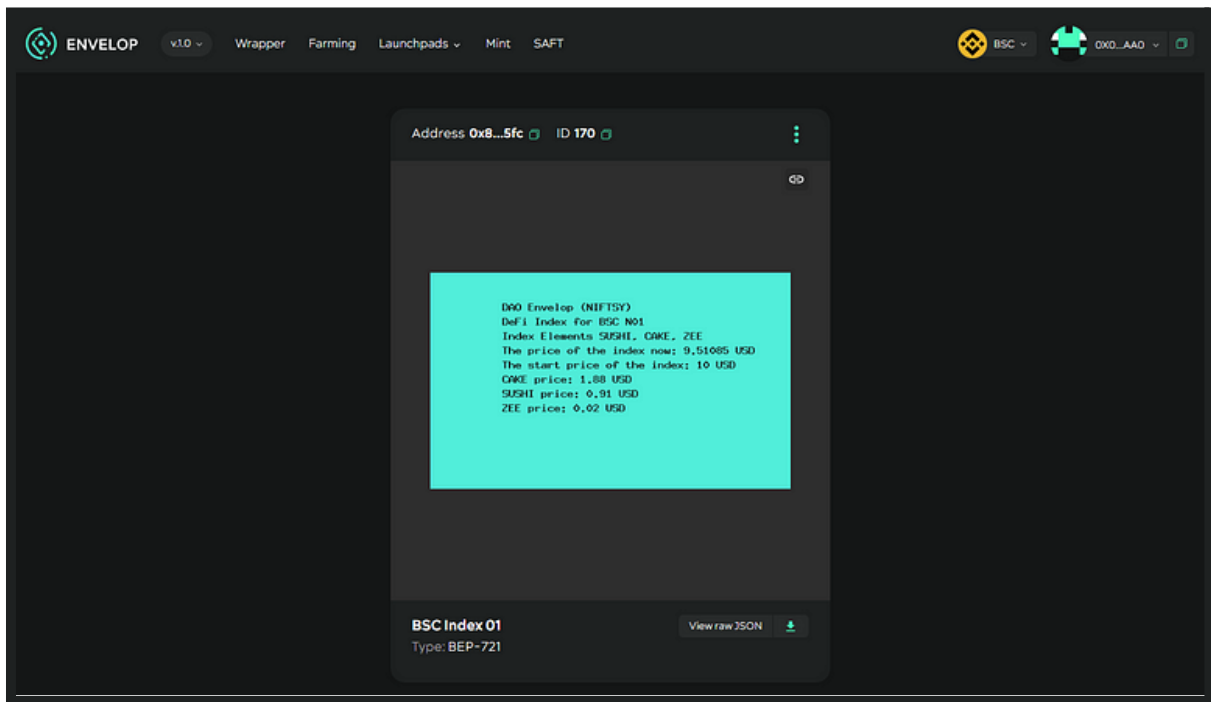 ENVELOP v.1.0 Wrapper Farming Launchpads Mint SAFT BSC 0X0...AA0
Address 0x8...5fc ID 170
DAO Envelop (NIFTSY)
DeFi Index for BSC N01
Index Elements SUSHI, CAKE, ZEE
The price of the index now: 9.51085 USD
The start price of the index: 10 USD
CAKE price: 1.88 USD
SUSHI price: 0.91 USD
ZEE price: 0.02 USD
BSC Index 01 View raw JSON
Type: BEP-721